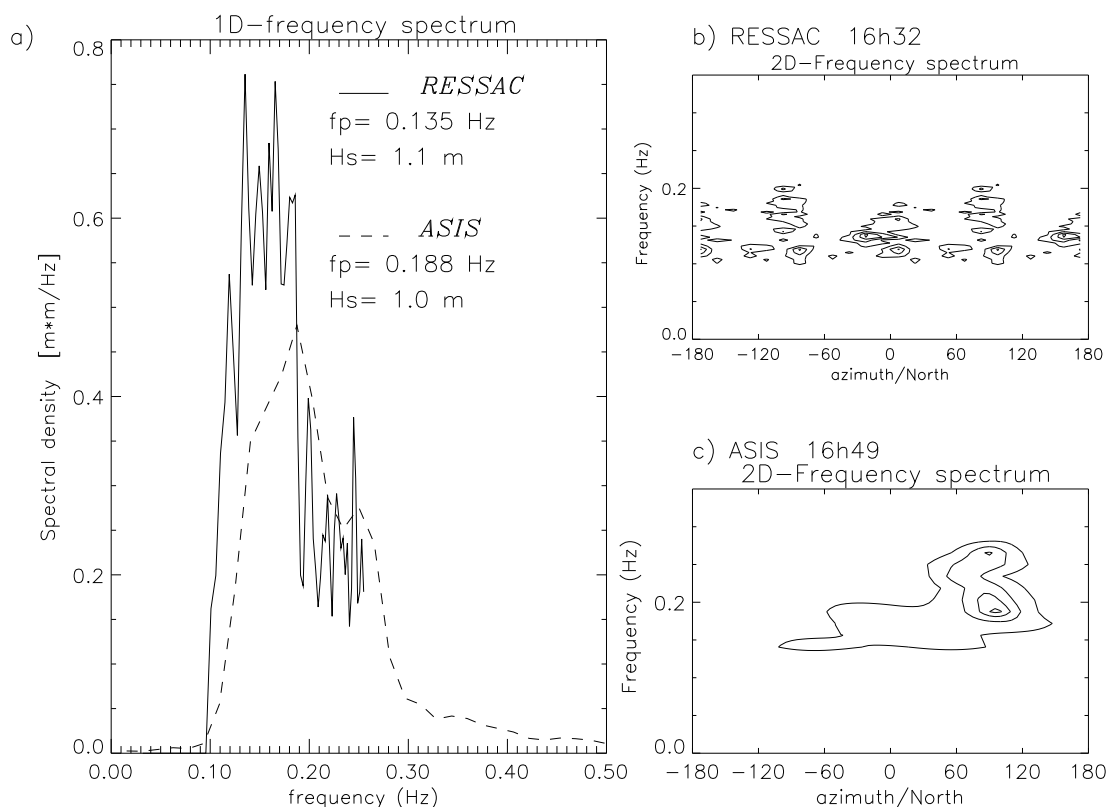 a)
1D-frequency spectrum
0.8
0.6
0.4
0.2
0.0
Spectral density [m*m/Hz]
RESSAC
fp= 0.135 Hz
Hs= 1.1 m
ASIS
fp= 0.188 Hz
Hs= 1.0 m
0.00 0.10 0.20 0.30 0.40 0.50
frequency (Hz)
b) RESSAC 16h32
2D-Frequency spectrum
Frequency (Hz)
0.2
0.0
-180 -120 -60 0 60 120 180
azimuth/North
c) ASIS 16h49
2D-Frequency spectrum
Frequency (Hz)
0.2
0.0
-180 -120 -60 0 60 120 180
azimuth/North